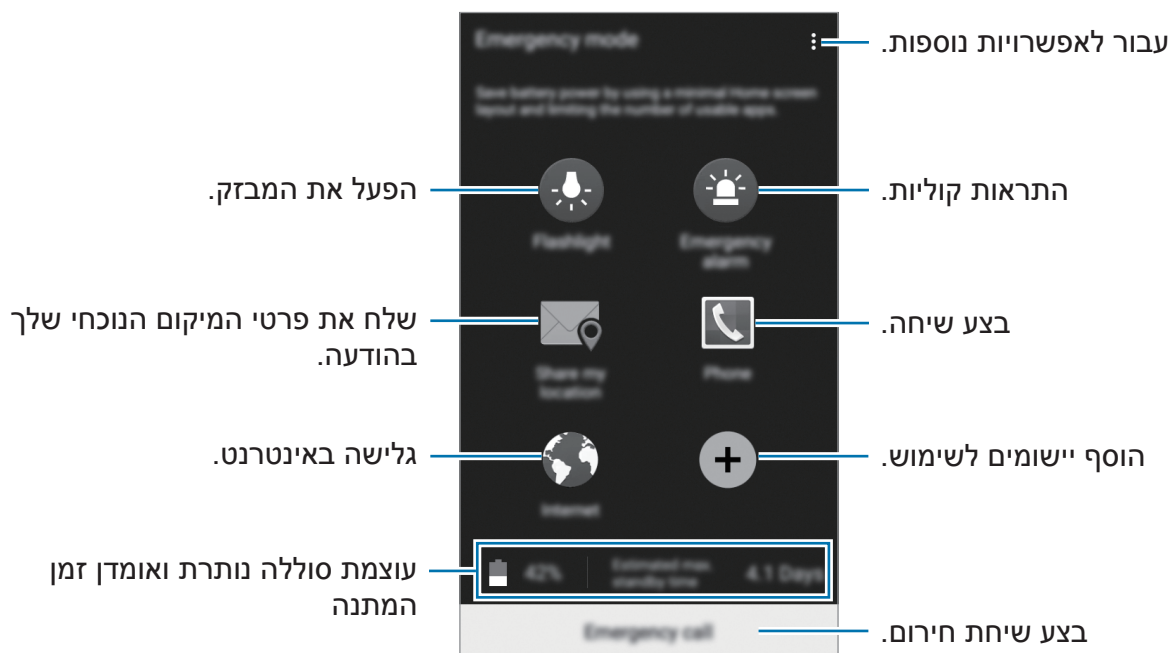 Emergency mode
עבור לאפשרויות נוספות.
Save battery power by using a minimal Home screen
layout and limiting the number of usable apps.
הפעל את המבזק.
התראות קוליות.
Flashlight
Emergency
alarm
שלח את פרטי המיקום הנוכחי שלך
בהודעה.
בצע שיחה.
Share my
location
Phone
גלישה באינטרנט.
הוסף יישומים לשימוש.
Internet
עוצמת סוללה נותרת ואומדן זמן
המתנה
42%
Estimated max.
standby time
4.1 Days
Emergency call
בצע שיחת חירום.